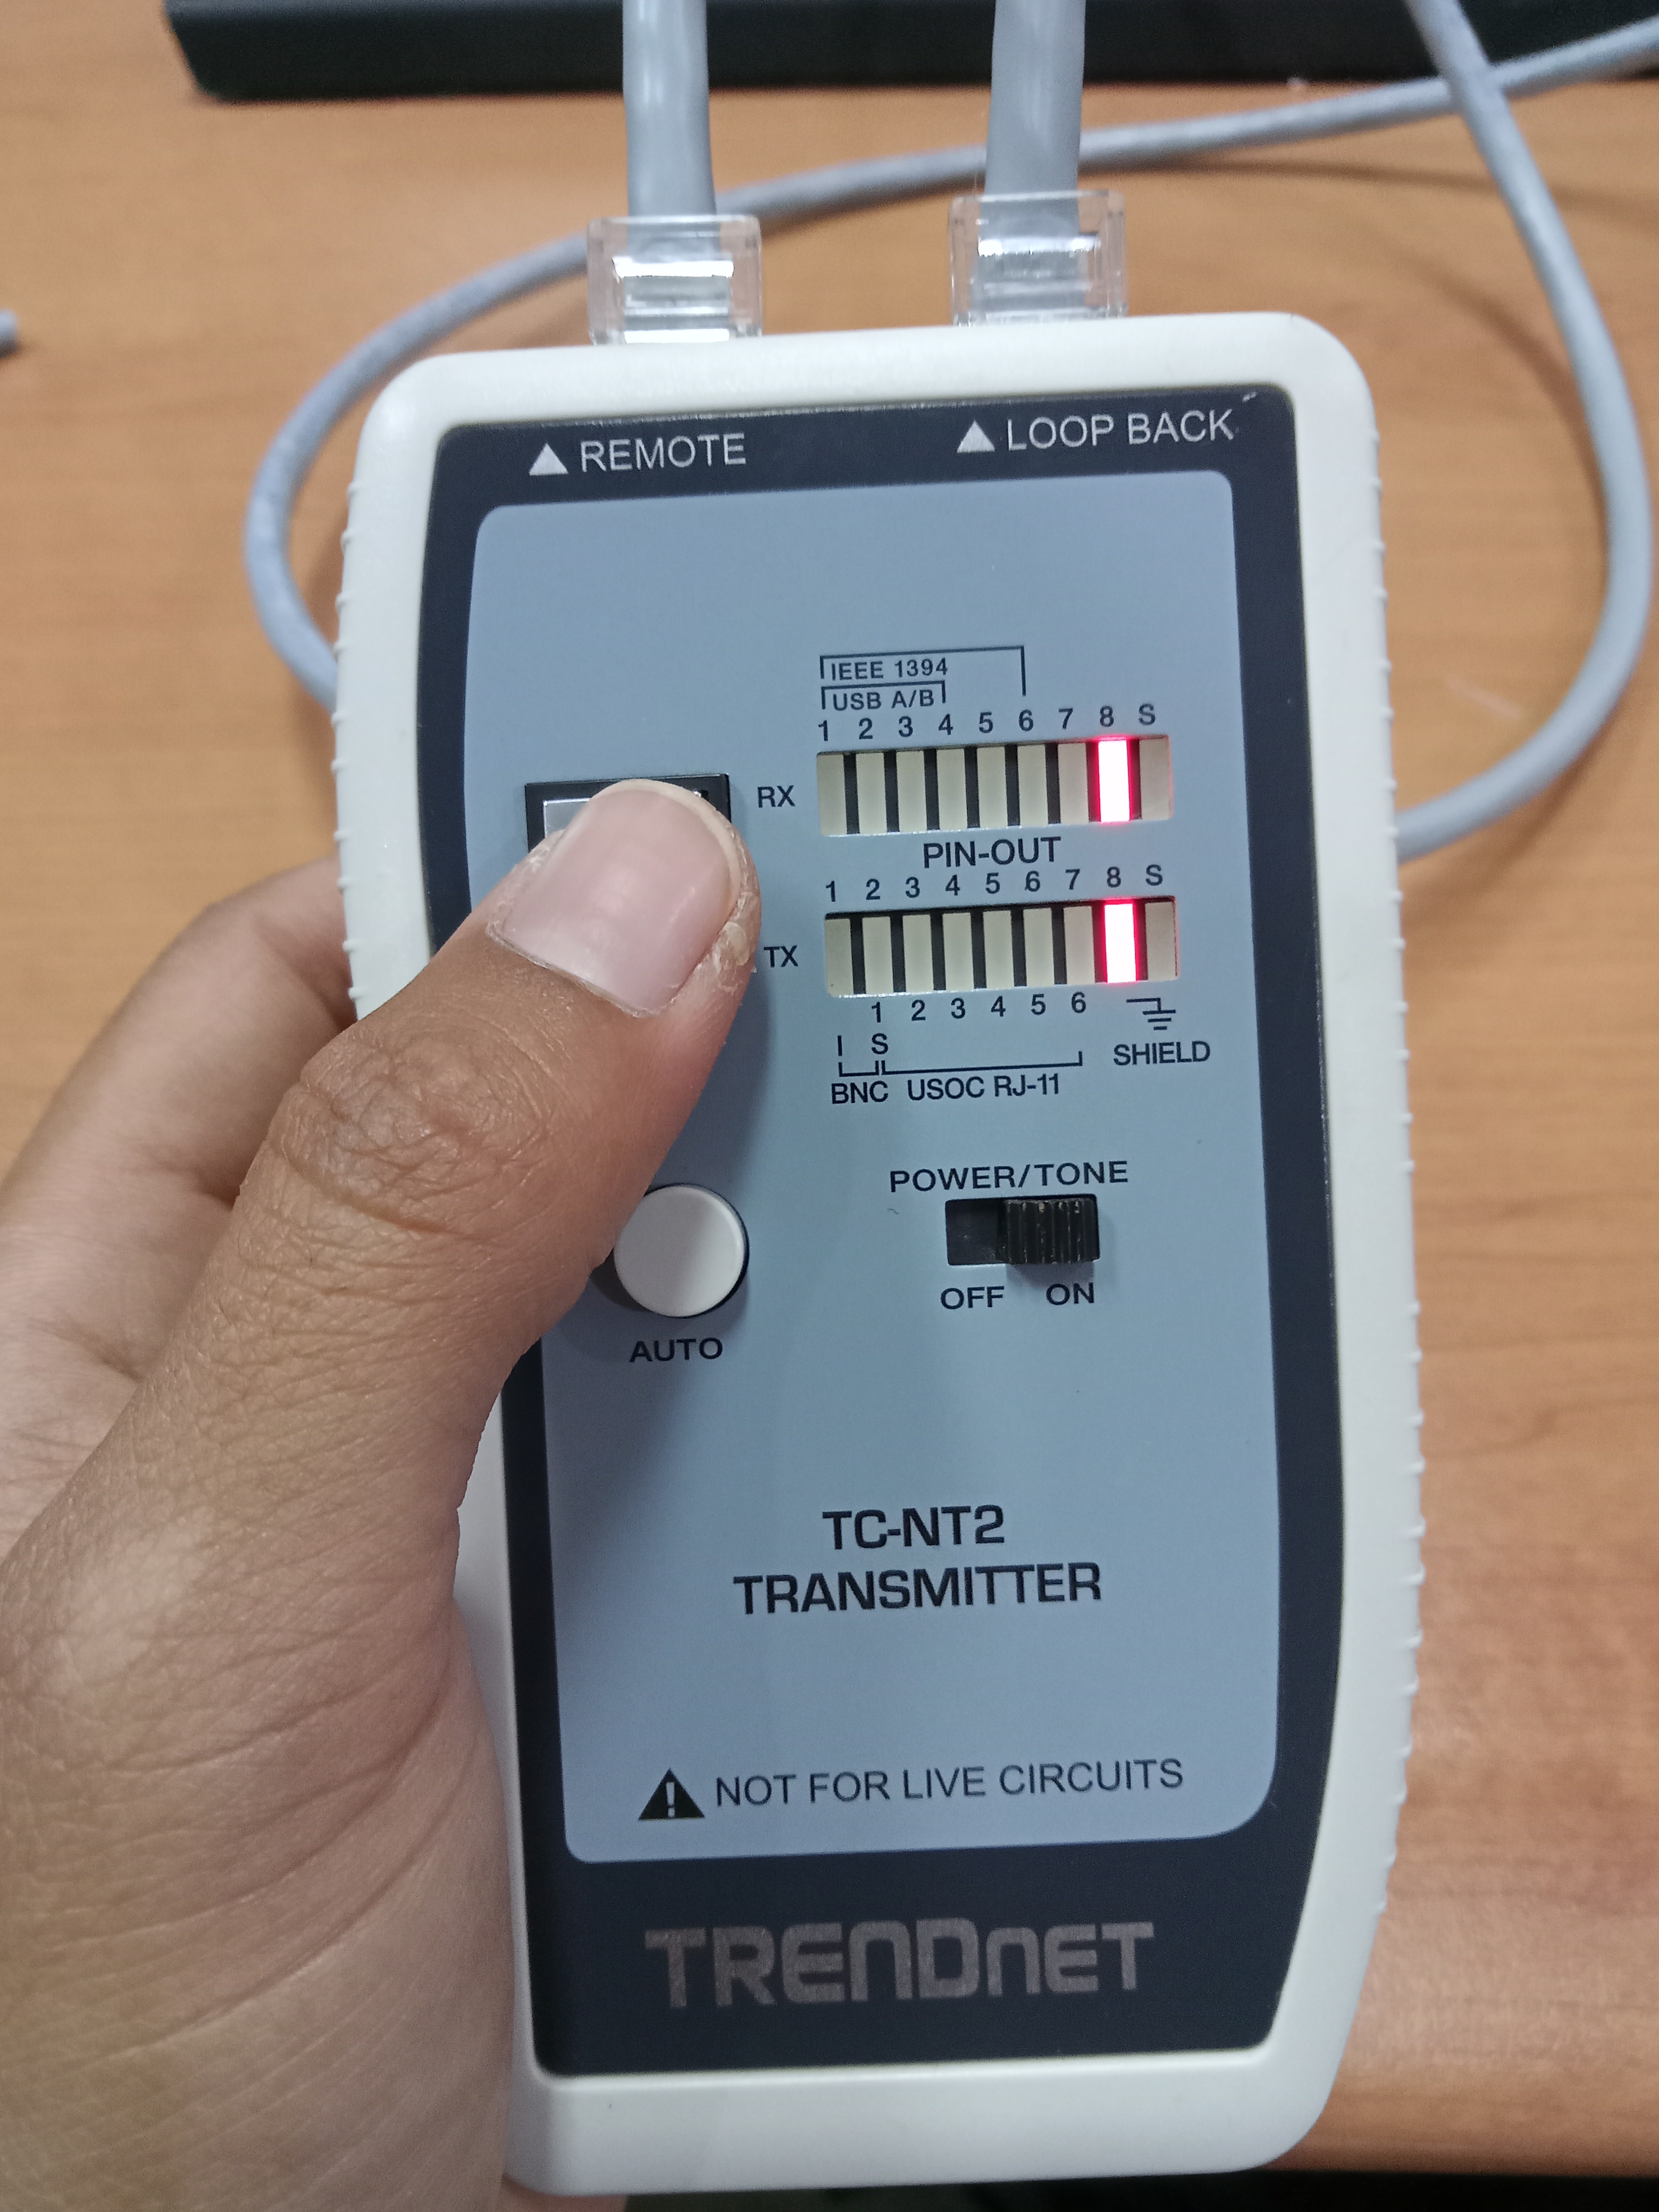 REMOTE
LOOP BACK
IEEE 1394
USB A/B
1 2 3 4 5 6 7 8 S
RX
PIN-OUT
1 2 3 4 5 6 7 8 S
TX
1 2 3 4 5 6
I S
SHIELD
BNC USOC RJ-11
POWER/TONE
OFF ON
AUTO
TC-NT2
TRANSMITTER
! NOT FOR LIVE CIRCUITS
TRENDNET